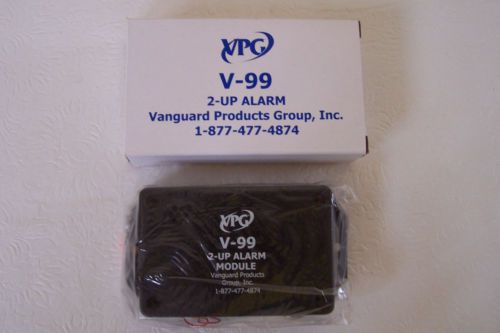 VPG
V-99
2-UP ALARM
Vanguard Products Group, Inc.
1-877-477-4874
VPG
V-99
2-UP ALARM
MODULE
Vanguard Products
Group, Inc.
1-877-477-4874